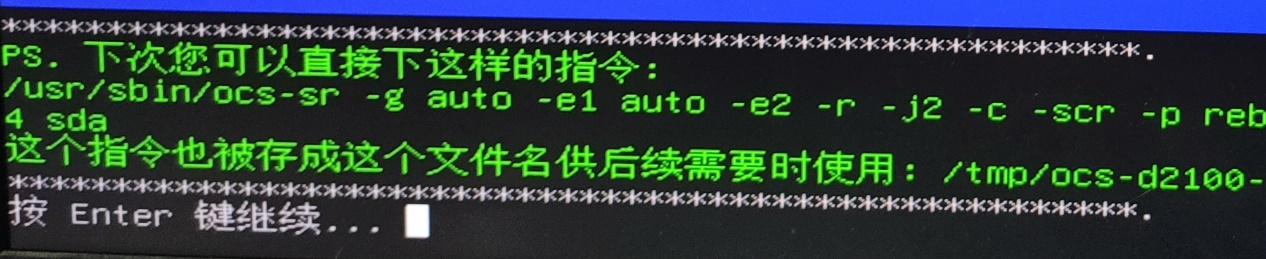 *******************************************************************************.
PS. 下次您可以直接下这样的指令:
/usr/sbin/ocs-sr -g auto -e1 auto -e2 -r -j2 -c -scr -p reb
4 sda
这个指令也被存成这个文件名供后续需要时使用: /tmp/ocs-d2100-
*******************************************************************************.
按 Enter 键继续...